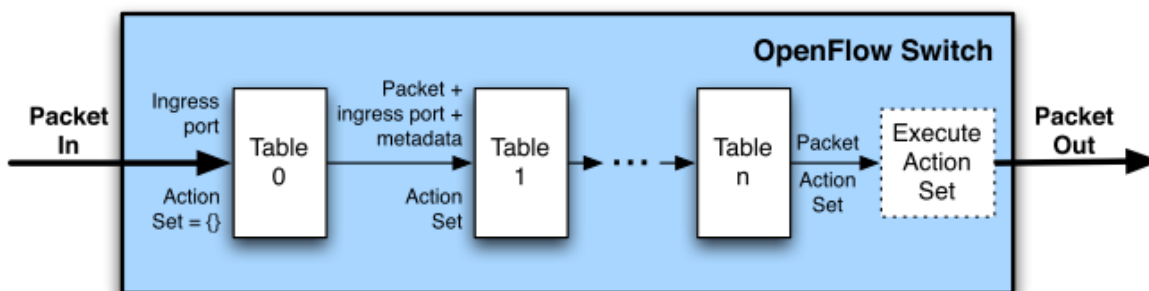 OpenFlow Switch
Packet
In
Ingress
port
Action
Set = {}
Table
0
Packet +
ingress port +
metadata
Action
Set
Table
1
...
Table
n
Packet
Action
Set
Execute
Action
Set
Packet
Out